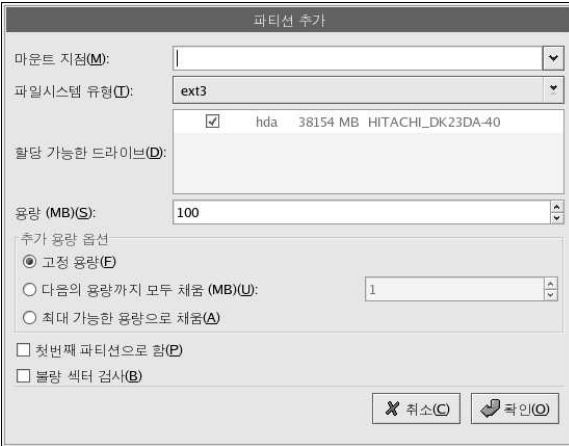 파티션 추가
마운트 지점(M):
파일시스템 유형(T): ext3
hda 38154 MB HITACHI_DK23DA-40
할당 가능한 드라이브(D):
용량 (MB)(S): 100
추가 용량 옵션
고정 용량(F)
다음의 용량까지 모두 채움 (MB)(U): 1
최대 가능한 용량으로 채움(A)
첫번째 파티션으로 함(P)
불량 섹터 검사(B)
취소(C) 확인(O)